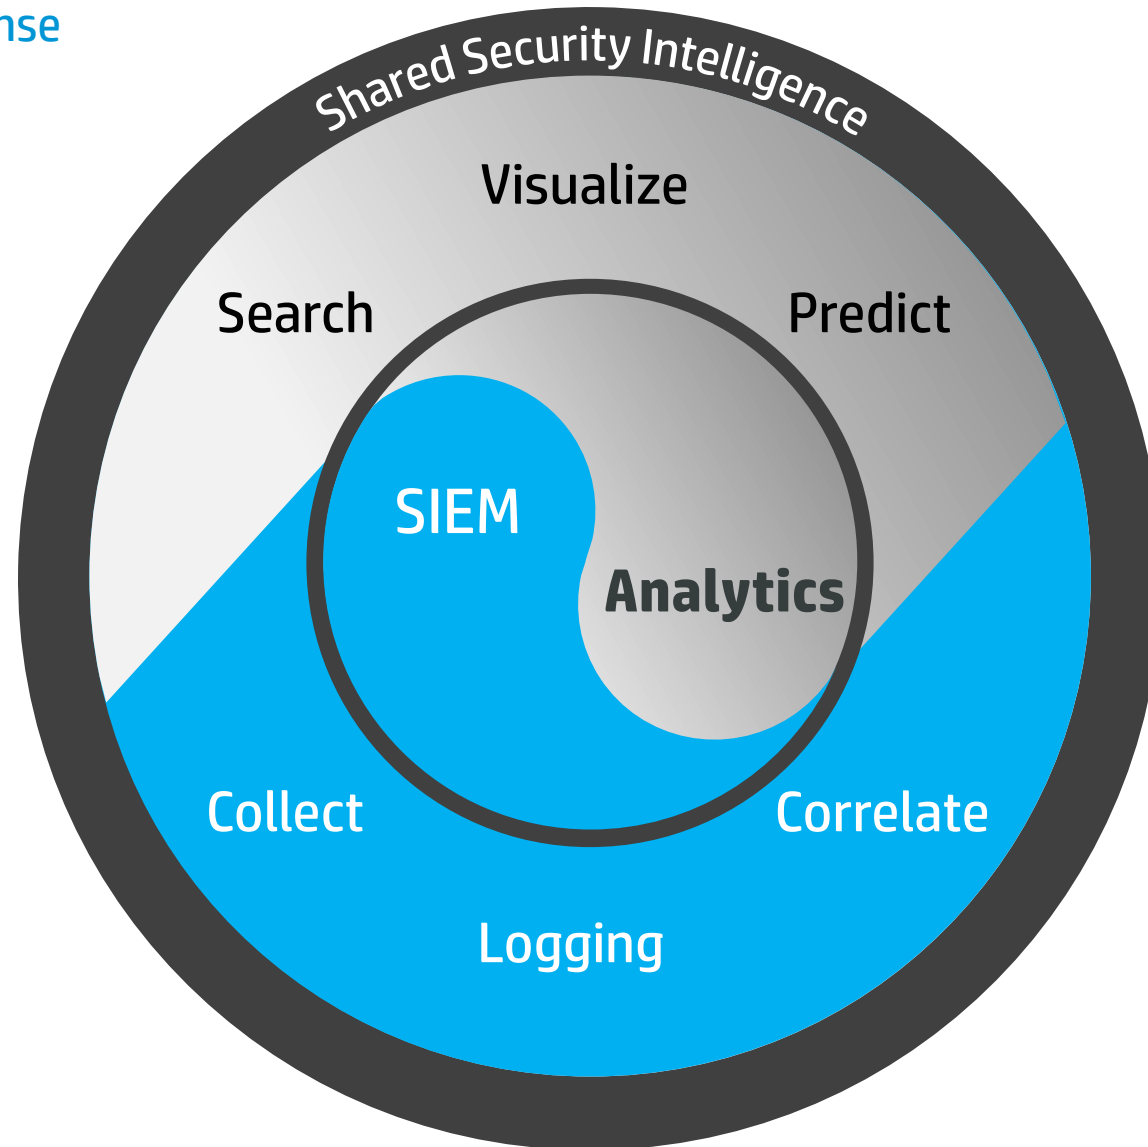 nse
Shared Security Intelligence
Visualize
Search
Predict
SIEM
Analytics
Collect
Correlate
Logging